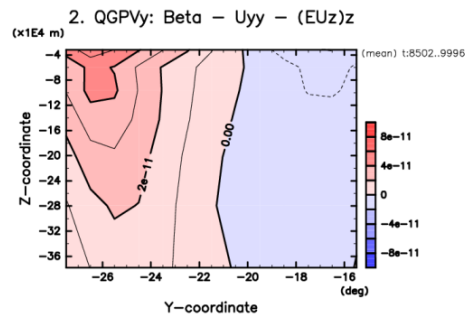 2. QGPVy: Beta − Uyy − (EUz)z
(×1E4 m)
(mean) t:8502..9996
−4
−8
−12
−16
−20
−24
−28
−32
−36
Z−coordinate
0.00
2e−11
8e−11
4e−11
0
−4e−11
−8e−11
−26
−24
−22
−20
−18
−16
(deg)
Y−coordinate